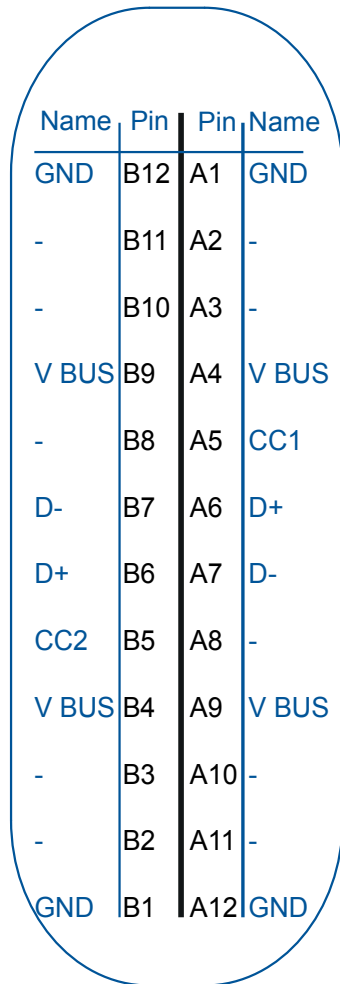 Name Pin Pin Name
GND B12 A1 GND
- B11 A2 -
- B10 A3 -
V BUS B9 A4 V BUS
- B8 A5 CC1
D- B7 A6 D+
D+ B6 A7 D-
CC2 B5 A8 -
V BUS B4 A9 V BUS
- B3 A10 -
- B2 A11 -
GND B1 A12 GND